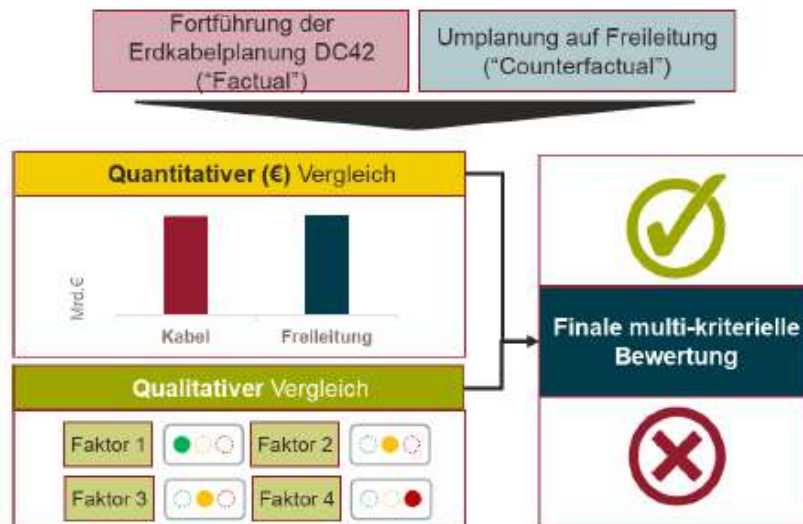 Fortführung der
Erdkabelplanung DC42
("Factual")
Umplanung auf Freileitung
("Counterfactual")
Quantitativer (€) Vergleich
Mrd.€
Kabel
Freileitung
Qualitativer Vergleich
Faktor 1
Faktor 2
Faktor 3
Faktor 4
Finale multi-kriterielle
Bewertung